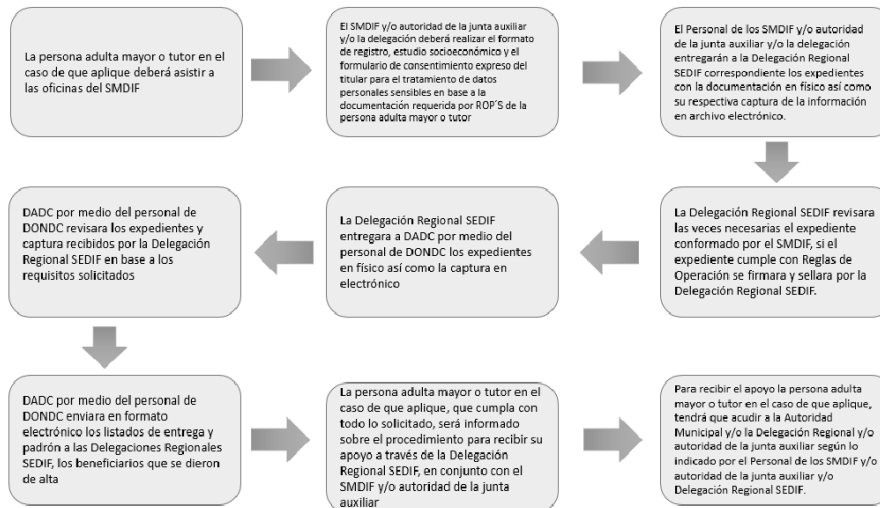 La persona adulta mayor o tutor en el
caso de que aplique deberá asistir a
las oficinas del SMDIF
El SMDIF y/o autoridad de la junta auxiliar
y/o la delegación deberá realizar el formato
de registro, estudio socioeconómico y el
formulario de consentimiento expreso del
titular para el tratamiento de datos
personales sensibles en base a la
documentación requerida por ROP´S de la
persona adulta mayor o tutor
El Personal de los SMDIF y/o autoridad
de la junta auxiliar y/o la delegación
entregarán a la Delegación Regional
SEDIF correspondiente los expedientes
con la documentación en físico así como
su respectiva captura de la información
en archivo electrónico.
La Delegación Regional SEDIF revisara
las veces necesarias el expediente
conformado por el SMDIF, si el
expediente cumple con Reglas de
Operación se firmara y sellara por la
Delegación Regional SEDIF.
La Delegación Regional SEDIF
entregara a DADC por medio del
personal de DONDC los expedientes
en físico así como la captura en
electrónico
DADC por medio del personal de
DONDC revisara los expedientes y
captura recibidos por la Delegación
Regional SEDIF en base a los
requisitos solicitados
DADC por medio del personal de
DONDC enviara en formato
electrónico los listados de entrega y
padrón a las Delegaciones Regionales
SEDIF, los beneficiarios que se dieron
de alta
La persona adulta mayor o tutor en el
caso de que aplique, que cumpla con
todo lo solicitado, será informado
sobre el procedimiento para recibir su
apoyo a través de la Delegación
Regional SEDIF, en conjunto con el
SMDIF y/o autoridad de la junta
auxiliar
Para recibir el apoyo la persona adulta
mayor o tutor en el caso de que aplique,
tendrá que acudir a la Autoridad
Municipal y/o la Delegación Regional y/o
autoridad de la junta auxiliar según lo
indicado por el Personal de los SMDIF y/o
autoridad de la junta auxiliar y/o
Delegación Regional SEDIF.